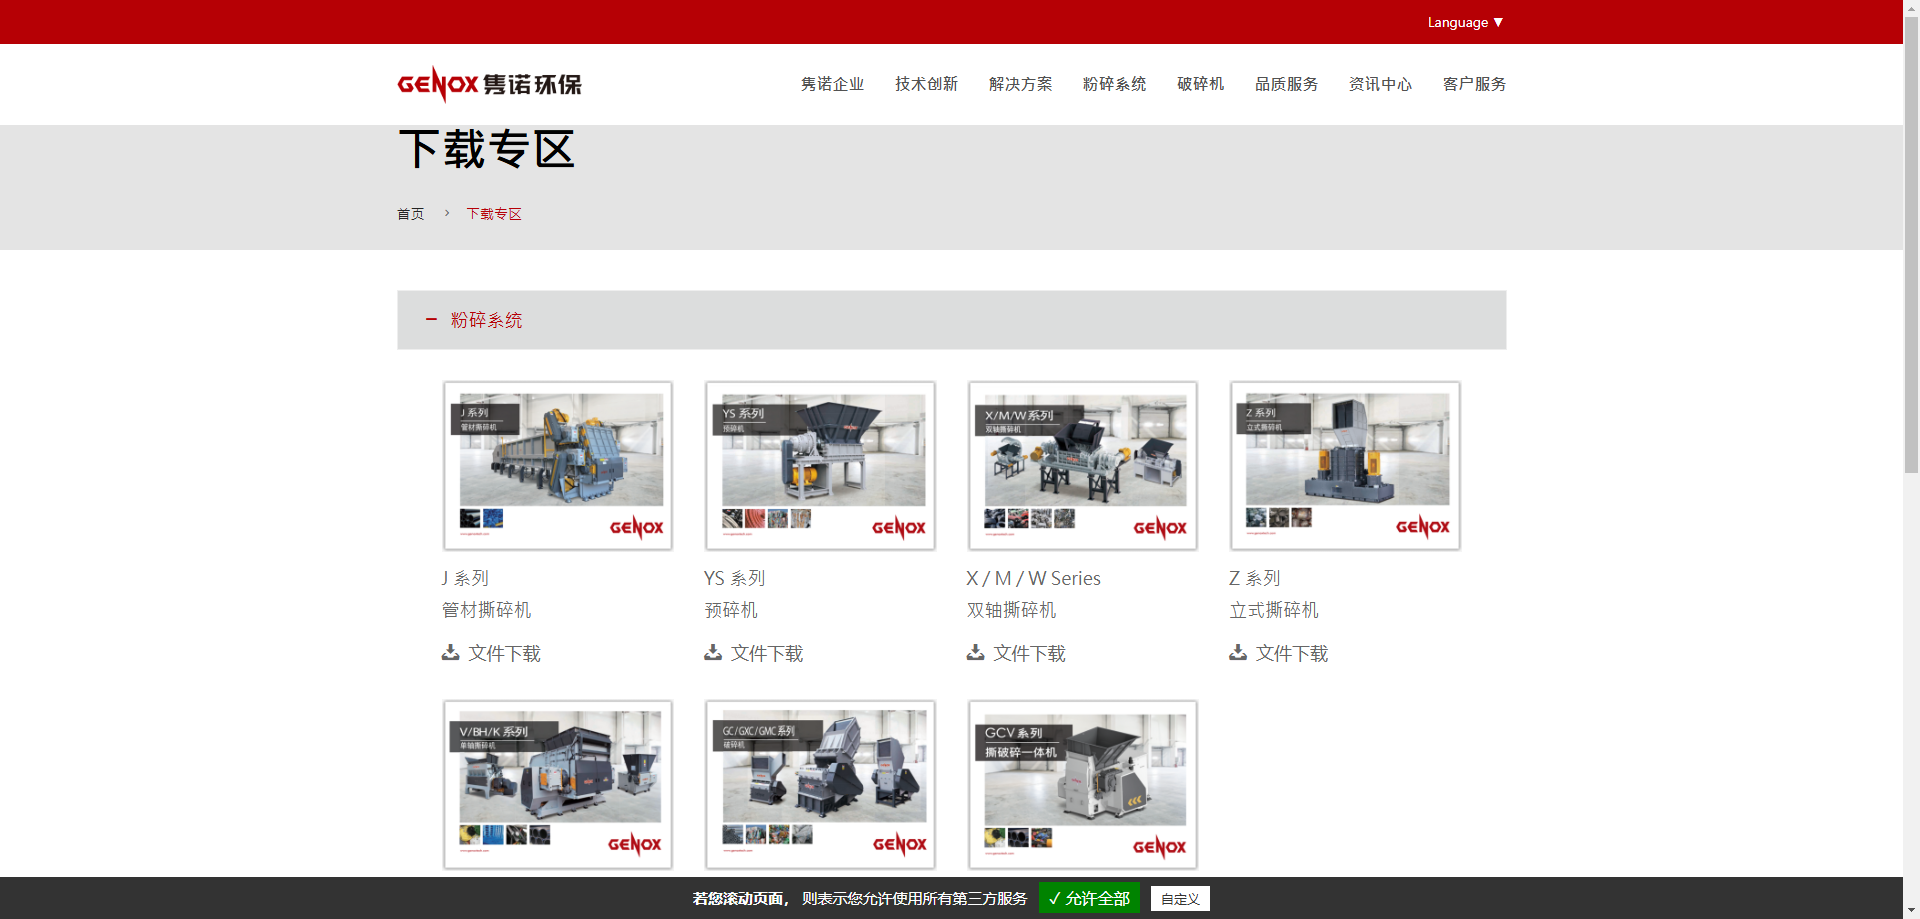 Language ▼
GENOX 隽诺环保
隽诺企业 技术创新 解决方案 粉碎系统 破碎机 品质服务 资讯中心 客户服务
下载专区
首页 › 下载专区
− 粉碎系统
J 系列
管材撕碎机
GENOX
YS 系列
预碎机
GENOX
X/M/W系列
双轴撕碎机
GENOX
Z 系列
立式撕碎机
GENOX
J 系列
管材撕碎机
文件下载
YS 系列
预碎机
文件下载
X / M / W Series
双轴撕碎机
文件下载
Z 系列
立式撕碎机
文件下载
V/BH/K 系列
单轴撕碎机
GENOX
GC/GXC/GMC系列
破碎机
GENOX
GCV 系列
撕破碎一体机
GENOX
若您滚动页面， 则表示您允许使用所有第三方服务 ✓ 允许全部 自定义